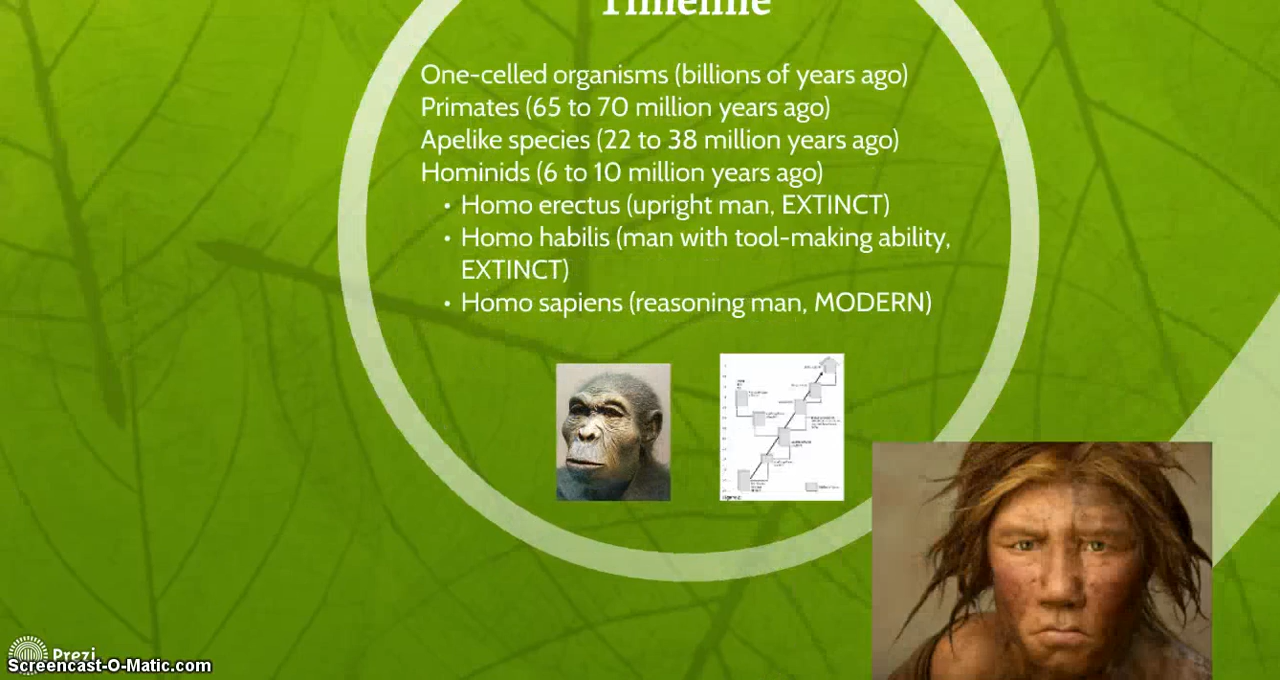 Timeline
One-celled organisms (billions of years ago)
Primates (65 to 70 million years ago)
Apelike species (22 to 38 million years ago)
Hominids (6 to 10 million years ago)
• Homo erectus (upright man, EXTINCT)
• Homo habilis (man with tool-making ability,
EXTINCT)
• Homo sapiens (reasoning man, MODERN)
Prezi
Screencast-O-Matic.com